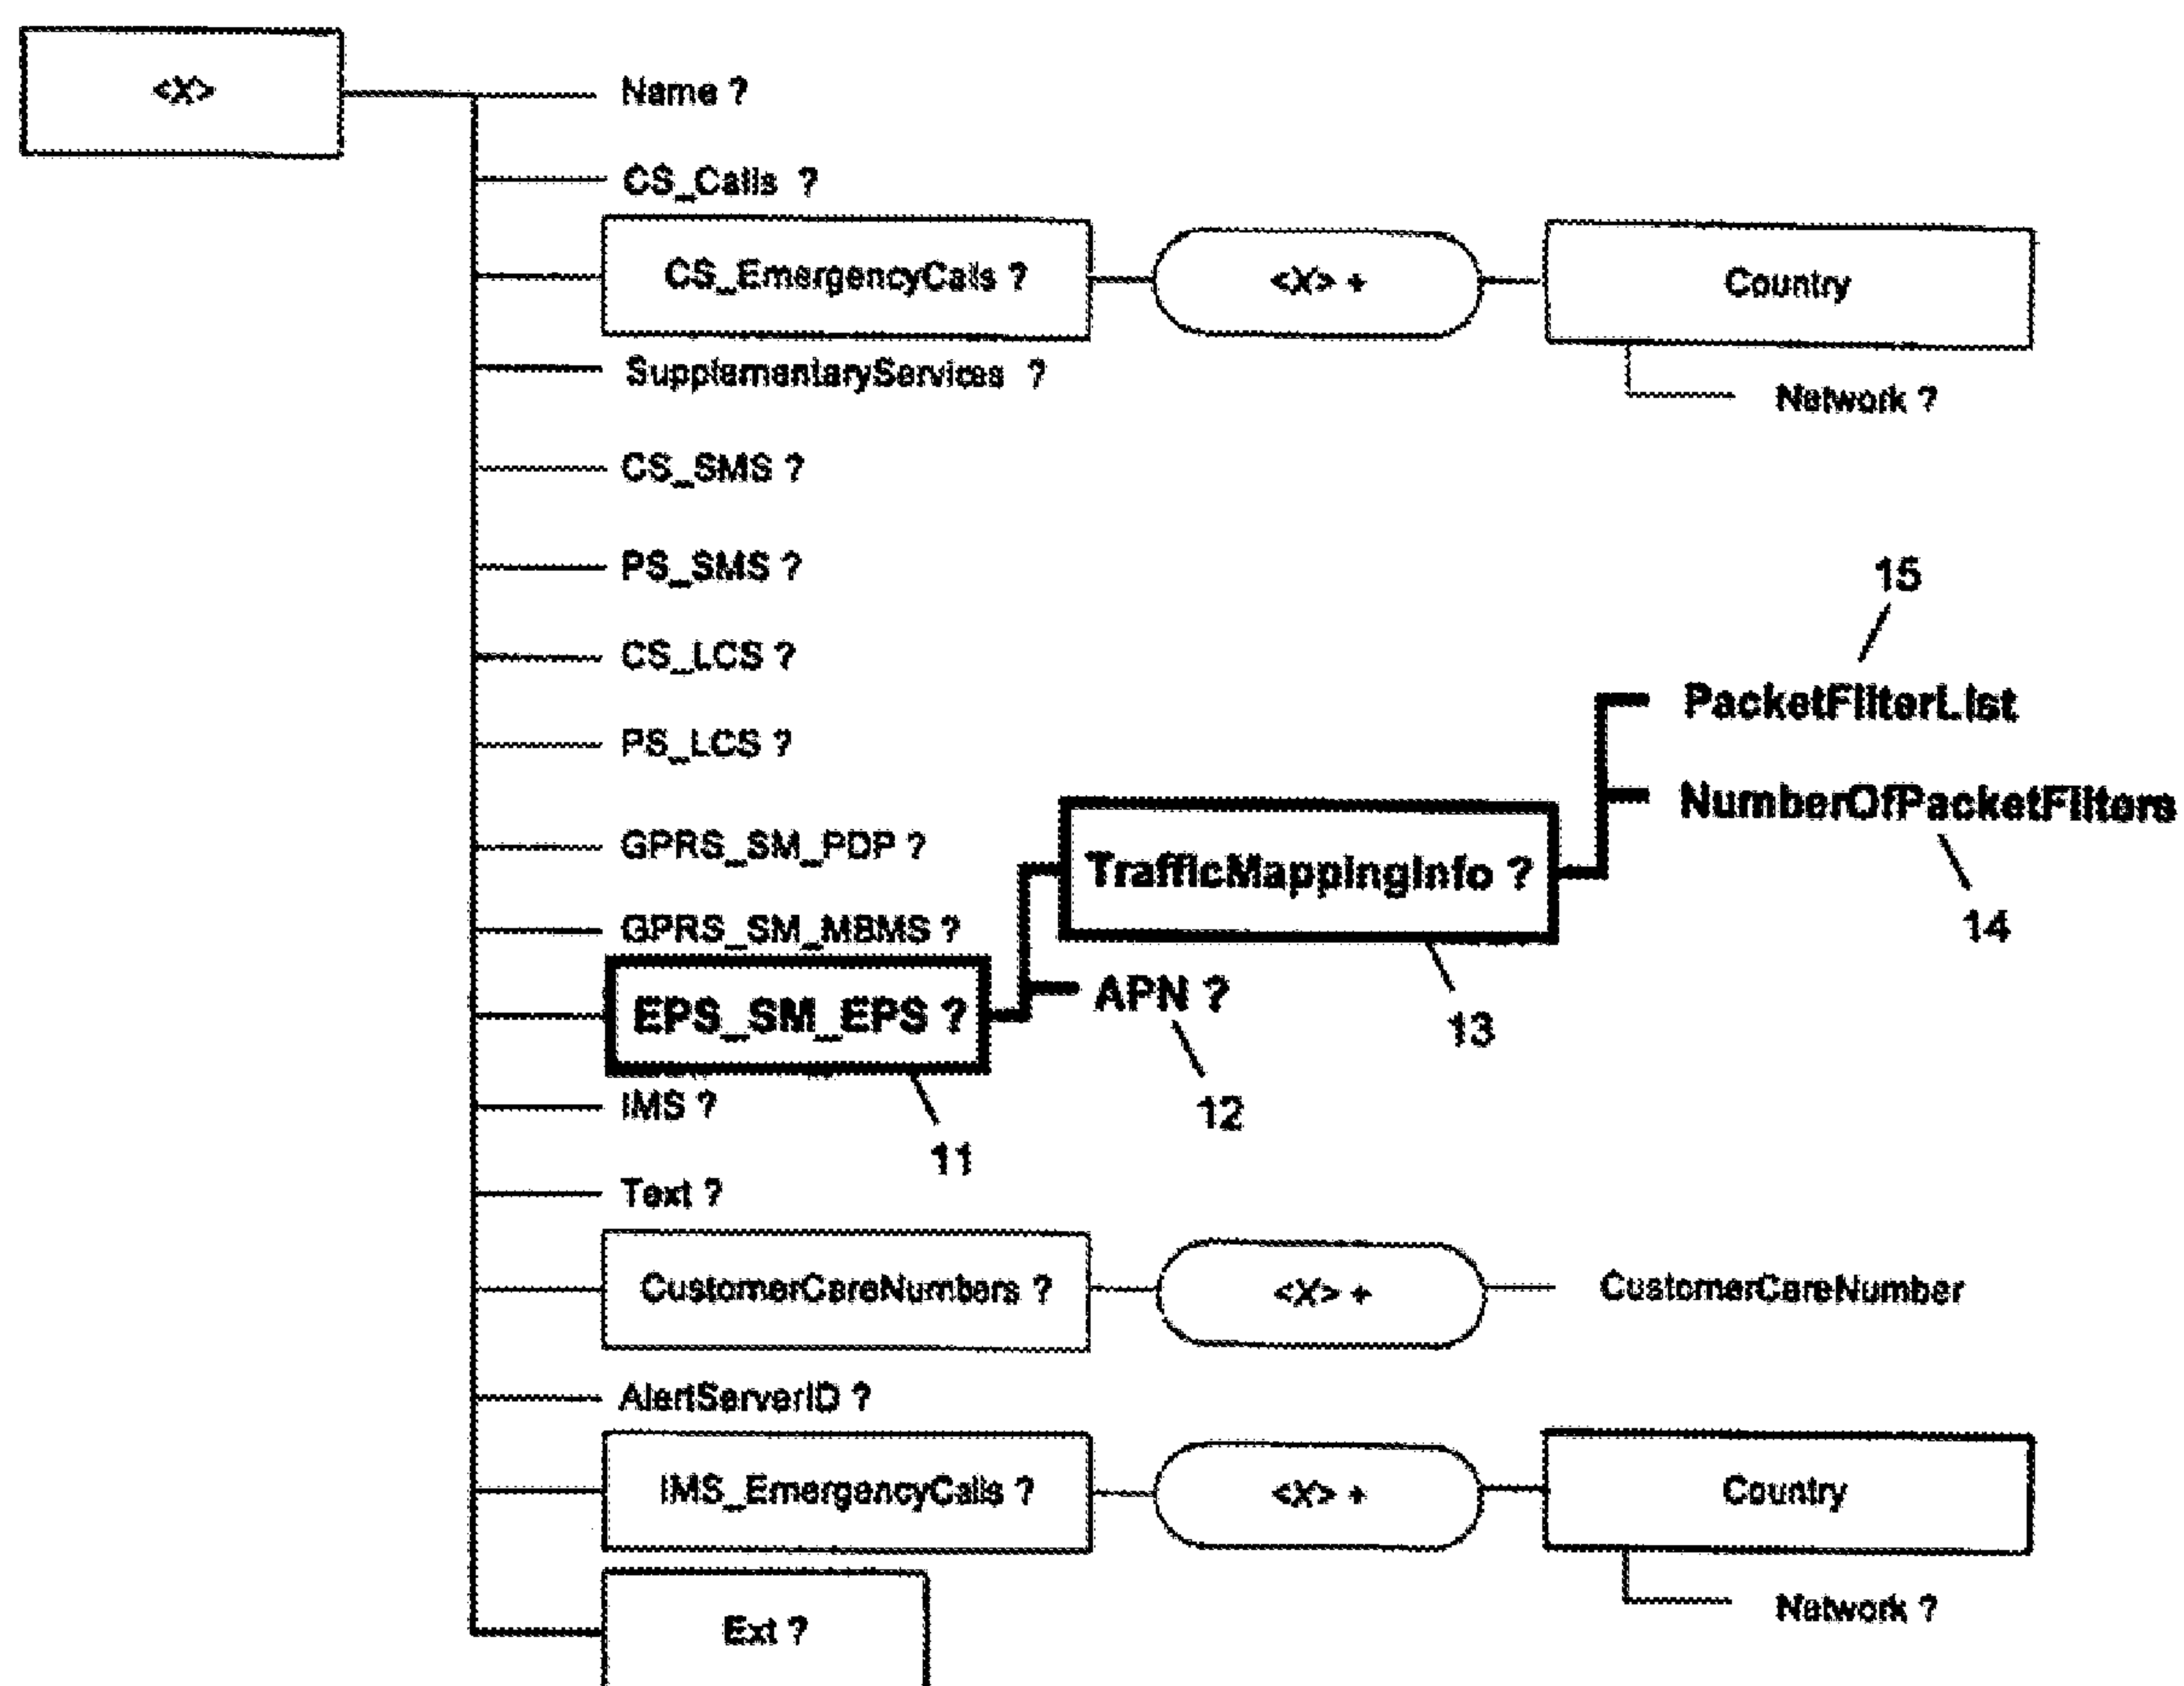 <X>
Name ?
CS_Calls ?
CS_EmergencyCalls ?
<X> +
Country
SupplementaryServices ?
Network ?
CS_SMS ?
PS_SMS ?
15
CS_LCS ?
PacketFilterList
PS_LCS ?
NumberOfPacketFilters
GPRS_SM_PDP ?
TrafficMappingInfo ?
14
GPRS_SM_MBMS ?
EPS_SM_EPS ?
APN ?
13
IMS ?
12
11
Text ?
CustomerCareNumbers ?
<X> +
CustomerCareNumber
AlertServerID ?
IMS_EmergencyCalls ?
<X> +
Country
Ext ?
Network ?